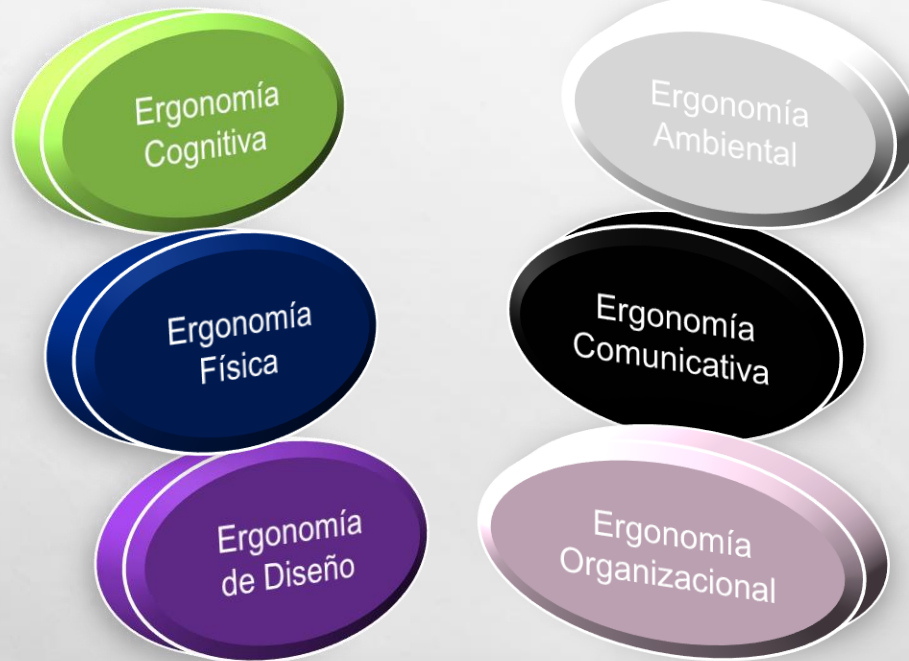 Ergonomía
Cognitiva
Ergonomía
Ambiental
Ergonomía
Física
Ergonomía
Comunicativa
Ergonomía
de Diseño
Ergonomía
Organizacional